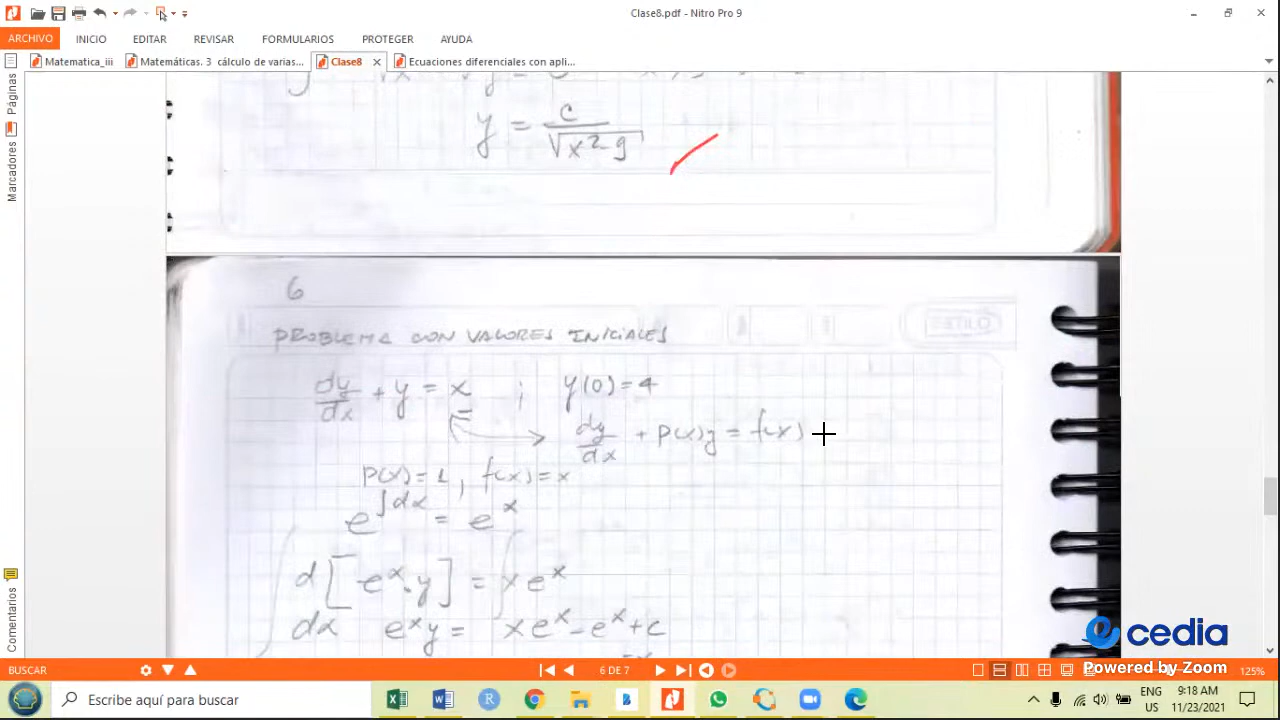 Clase8.pdf - Nitro Pro 9
ARCHIVO INICIO EDITAR REVISAR FORMULARIOS PROTEGER AYUDA
Matematica_iii Matemáticas. 3 cálculo de varias... Clase8 Ecuaciones diferenciales con apli...
Páginas
Marcadores
Comentarios
y = c / √x²-9
6
PROBLEMA CON VALORES INICIALES
ESTILO
dy/dx + y = x ; y(0)=4
dy/dx + P(x)y = f(x)
P(x)=1, f(x)=x
e^∫dx = e^x
d/dx [e^x y] = x e^x
e^x y = x e^x - e^x + c
cedia
Powered by Zoom
BUSCAR 6 DE 7 125%
Escribe aquí para buscar
ENG 9:18 AM
US 11/23/2021